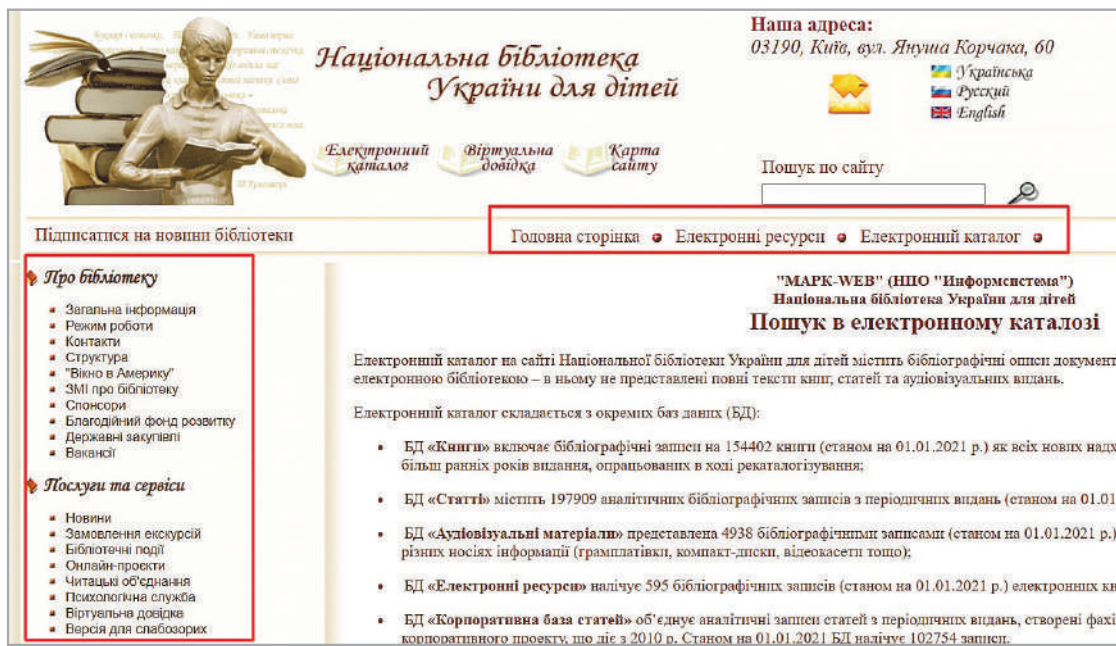 Національна бібліотека
України для дітей
Наша адреса:
03190, Київ, вул. Януша Корчака, 60
Українська
Русский
English
Електронний каталог
Віртуальна довідка
Карта сайту
Пошук по сайту
Підписатися на новини бібліотеки
Головна сторінка
Електронні ресурси
Електронний каталог
Про бібліотеку
Загальна інформація
Режим роботи
Контакти
Структура
"Вікно в Америку"
ЗМІ про бібліотеку
Спонсори
Благодійний фонд розвитку
Державні закупівлі
Вакансії
Послуги та сервіси
Новини
Замовлення екскурсій
Бібліотечні події
Онлайн-проєкти
Читацькі об'єднання
Психологічна служба
Віртуальна довідка
Версія для слабозорих
"МАРК-WEB" (НПО "Информсистема")
Національна бібліотека України для дітей
Пошук в електронному каталозі
Електронний каталог на сайті Національної бібліотеки України для дітей містить бібліографічні описи документ
електронною бібліотекою – в ньому не представлені повні тексти книг, статей та аудіовізуальних видань.
Електронний каталог складається з окремих баз даних (БД):
БД «Книги» включає бібліографічні записи на 154402 книги (станом на 01.01.2021 р.) як всіх нових надх
більш ранніх років видання, опрацьованих в ході рекаталогізування;
БД «Статті» містить 197909 аналітичних бібліографічних записів з періодичних видань (станом на 01.01
БД «Аудіовізуальні матеріали» представлена 4938 бібліографічними записами (станом на 01.01.2021 р.)
різних носіях інформації (грамплатівки, компакт-диски, відеокасети тощо);
БД «Електронні ресурси» налічує 595 бібліографічних записів (станом на 01.01.2021 р.) електронних кн
БД «Корпоративна база статей» об'єднує аналітичні записи статей з періодичних видань, створені фахі
корпоративного проекту, що діє з 2010 р. Станом на 01.01.2021 БД налічує 102754 записи.